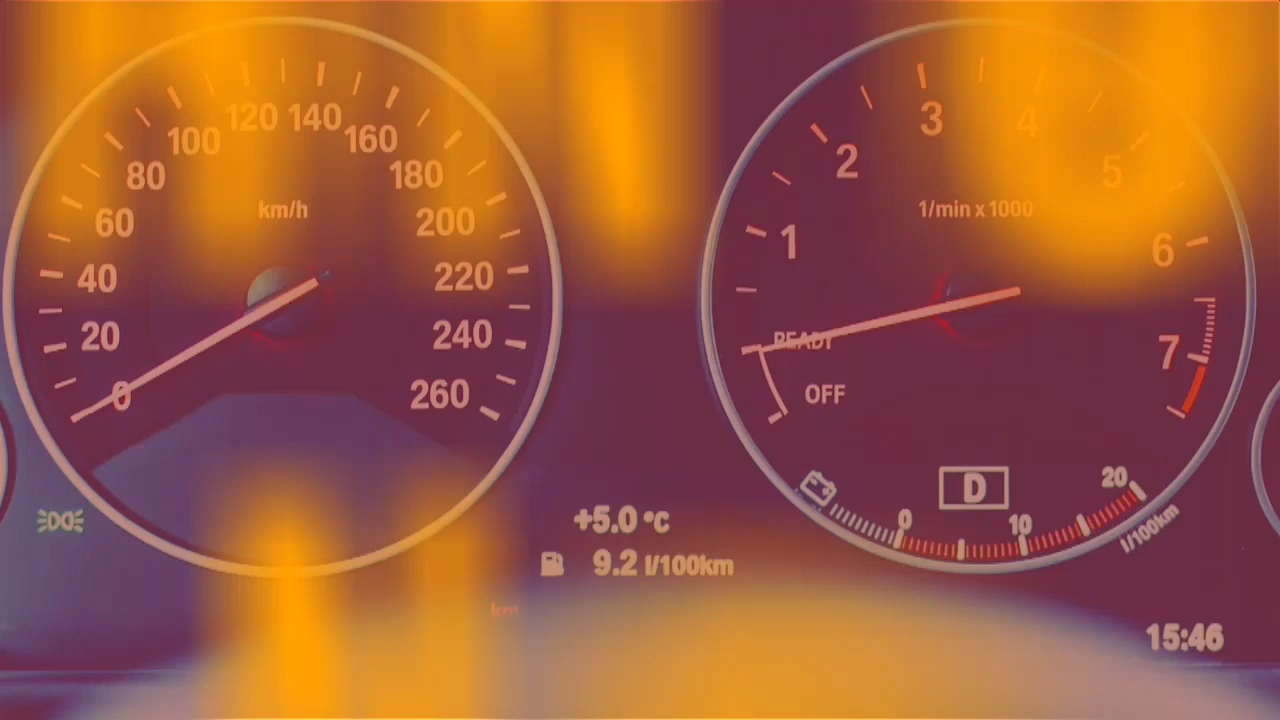 0 20 40 60 80 100 120 140 160 180 200 220 240 260
km/h
1 2 3 4 5 6 7
1/min x 1000
READY
OFF
D
0 10 20
l/100km
+5.0 °C
9.2 l/100km
km
15:46